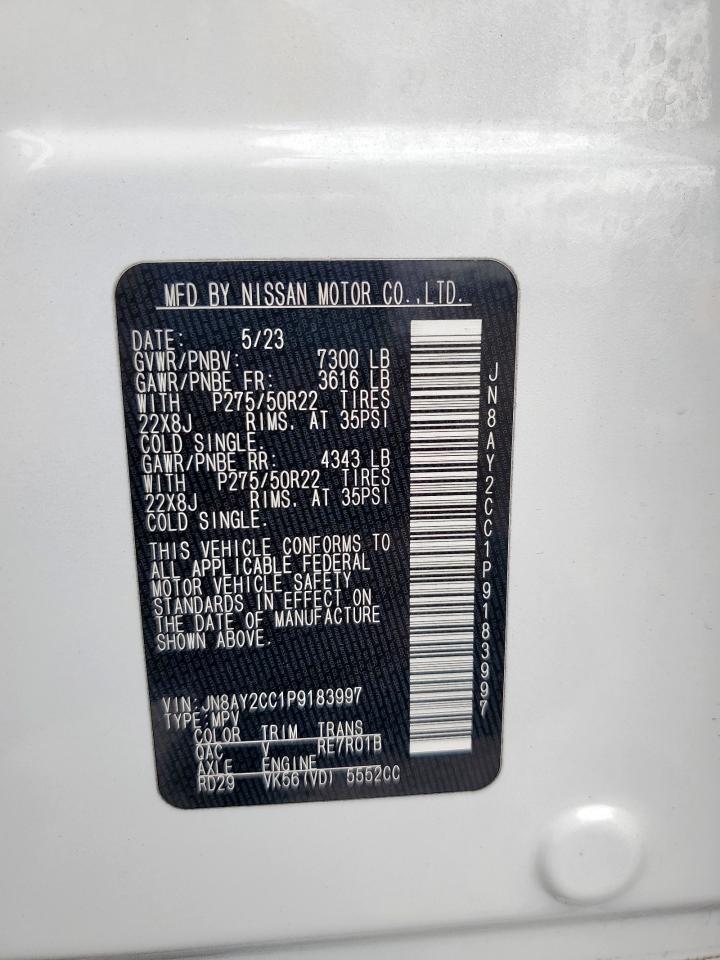 MFD BY NISSAN MOTOR CO.,LTD.
DATE: 5/23
GVWR/PNBV: 7300 LB
GAWR/PNBE FR: 3616 LB
WITH P275/50R22 TIRES
22X8J RIMS. AT 35PSI
COLD SINGLE.
GAWR/PNBE RR: 4343 LB
WITH P275/50R22 TIRES
22X8J RIMS. AT 35PSI
COLD SINGLE.
THIS VEHICLE CONFORMS TO
ALL APPLICABLE FEDERAL
MOTOR VEHICLE SAFETY
STANDARDS IN EFFECT ON
THE DATE OF MANUFACTURE
SHOWN ABOVE.
VIN:JN8AY2CC1P9183997
TYPE:MPV
COLOR TRIM TRANS
QAC Y RE7R01B
AXLE ENGINE
RD29 VK56(VD) 5552CC
JN8AY2CC1P9183997